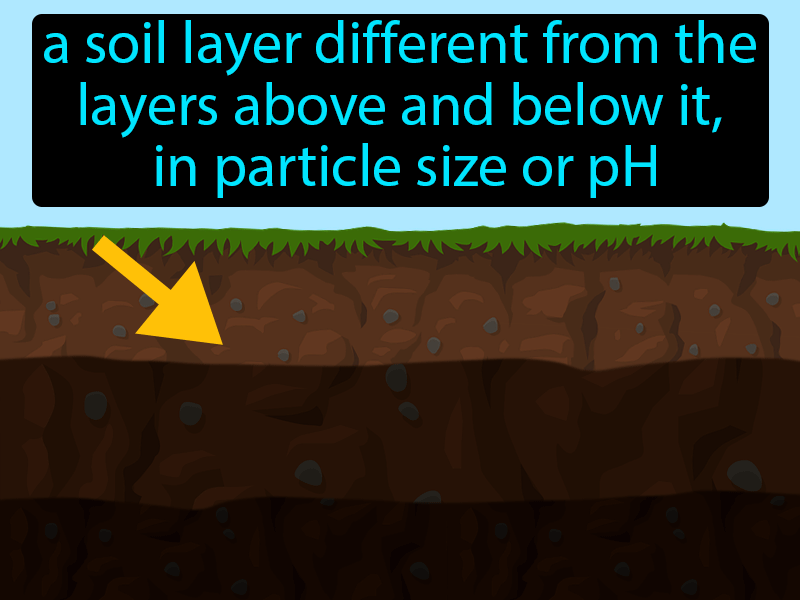 a soil layer different from the
layers above and below it,
in particle size or pH